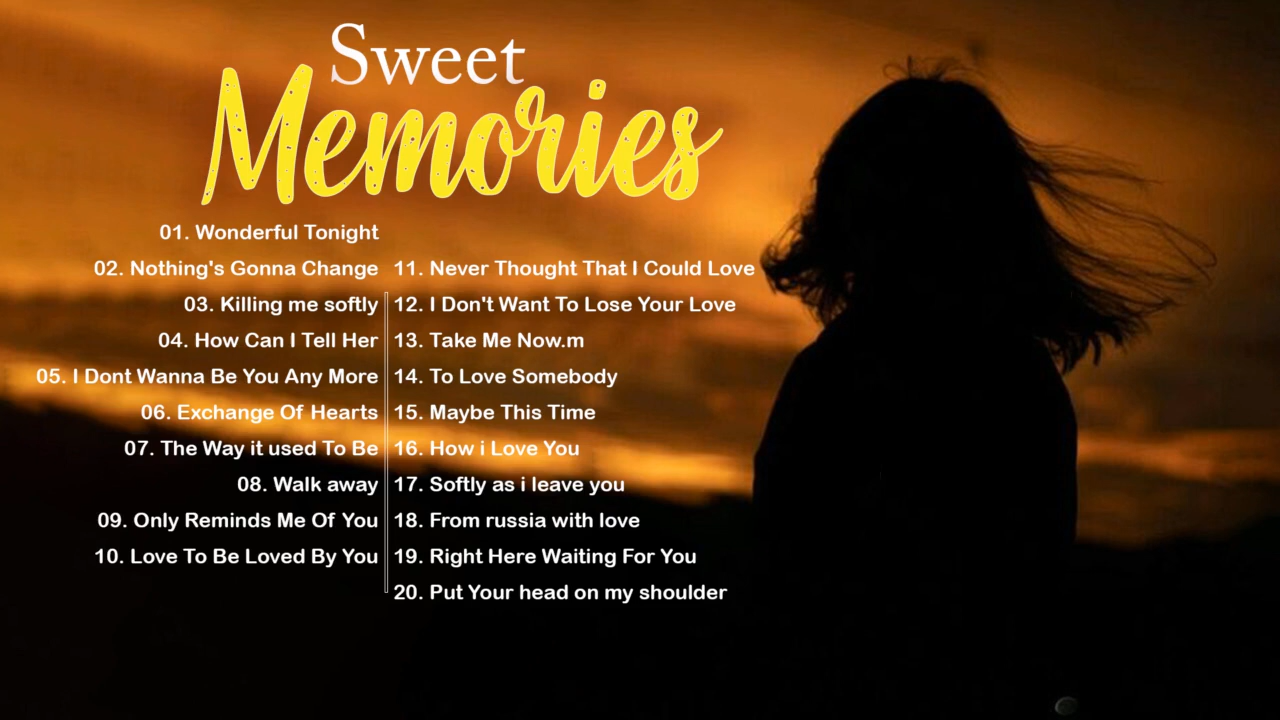 Sweet
Memories
01. Wonderful Tonight
02. Nothing's Gonna Change
03. Killing me softly
04. How Can I Tell Her
05. I Dont Wanna Be You Any More
06. Exchange Of Hearts
07. The Way it used To Be
08. Walk away
09. Only Reminds Me Of You
10. Love To Be Loved By You
11. Never Thought That I Could Love
12. I Don't Want To Lose Your Love
13. Take Me Now.m
14. To Love Somebody
15. Maybe This Time
16. How i Love You
17. Softly as i leave you
18. From russia with love
19. Right Here Waiting For You
20. Put Your head on my shoulder